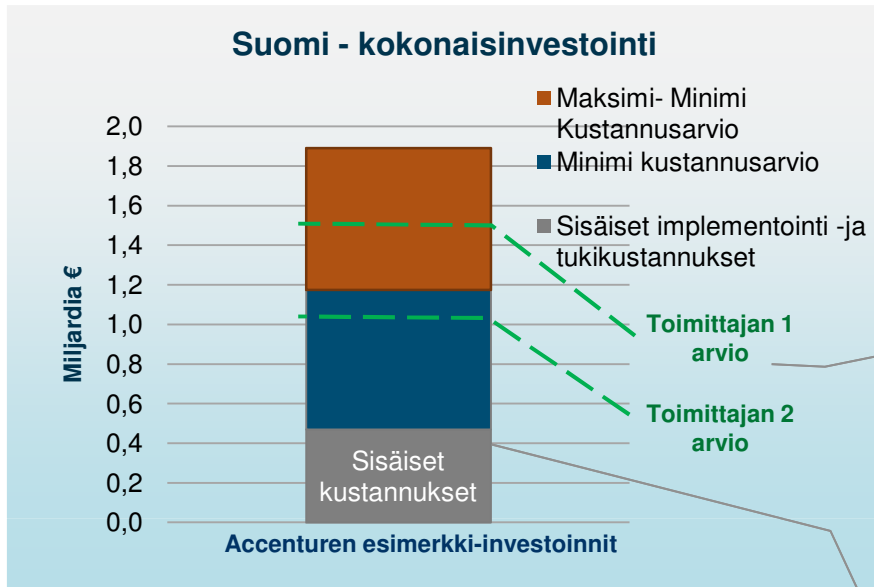 Suomi - kokonaisinvestointi
Maksimi- Minimi
Kustannusarvio
Minimi kustannusarvio
Sisäiset implementointi -ja
tukikustannukset
Miljardia €
2,0
1,8
1,6
1,4
1,2
1,0
0,8
0,6
0,4
0,2
0,0
Toimittajan 1
arvio
Toimittajan 2
arvio
Sisäiset
kustannukset
Accenturen esimerkki-investoinnit